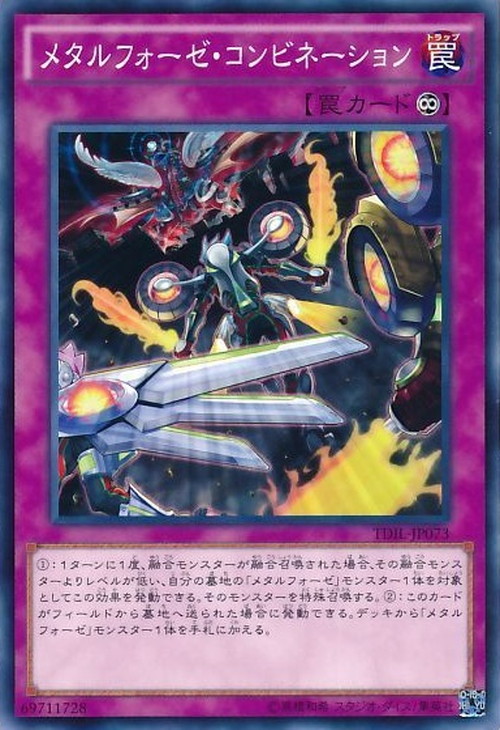 メタルフォーゼ・コンビネーション
トラップ
罠
【罠カード】
TDIL-JP073
①：1ターンに1度、融合モンスターが融合召喚された場合、その融合モンス
ターよりレベルが低い、自分の墓地の「メタルフォーゼ」モンスター1体を対象
としてこの効果を発動できる。そのモンスターを特殊召喚する。②：このカード
がフィールドから墓地へ送られた場合に発動できる。デッキから「メタル
フォーゼ」モンスター1体を手札に加える。
69711728
©高橋和希 スタジオ・ダイス/集英社